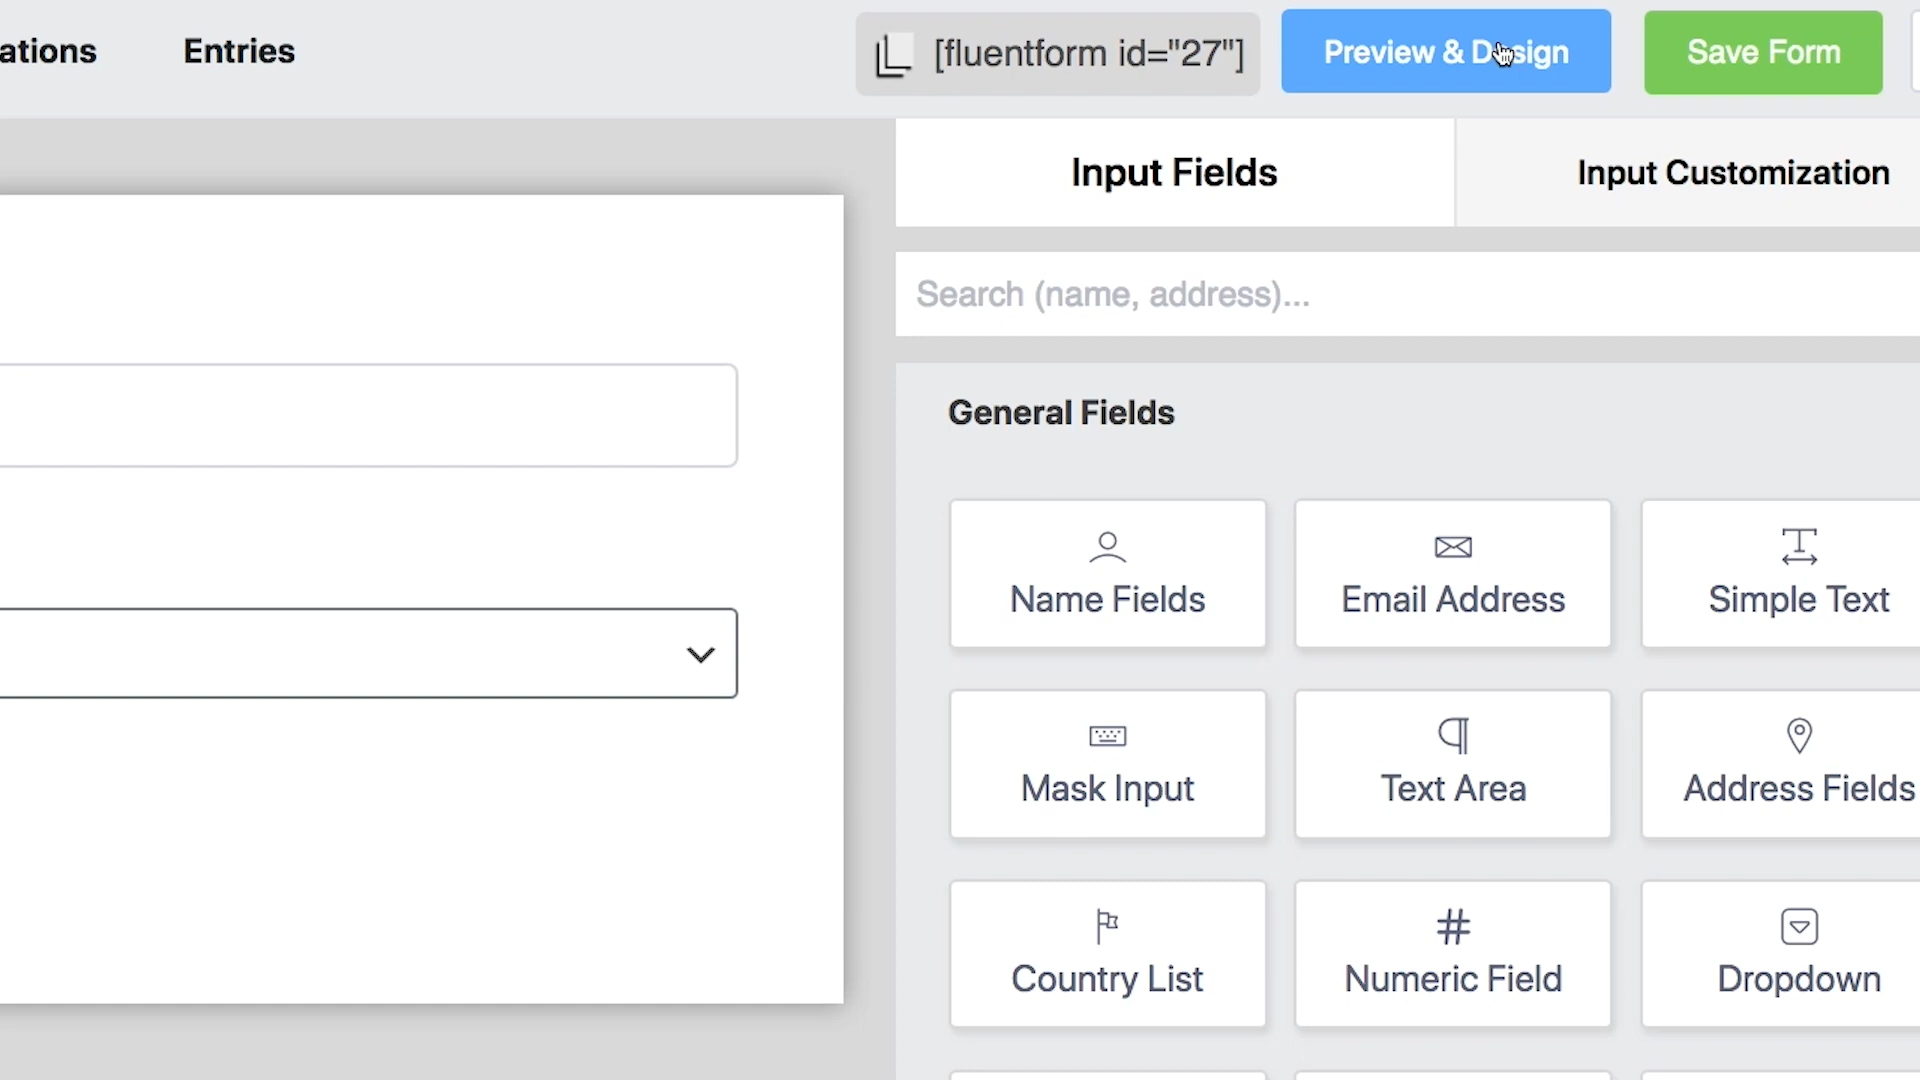 ations
Entries
[fluentform id="27"]
Preview & Design
Save Form
Input Fields
Input Customization
Search (name, address)...
General Fields
Name Fields
Email Address
Simple Text
Mask Input
Text Area
Address Fields
Country List
Numeric Field
Dropdown